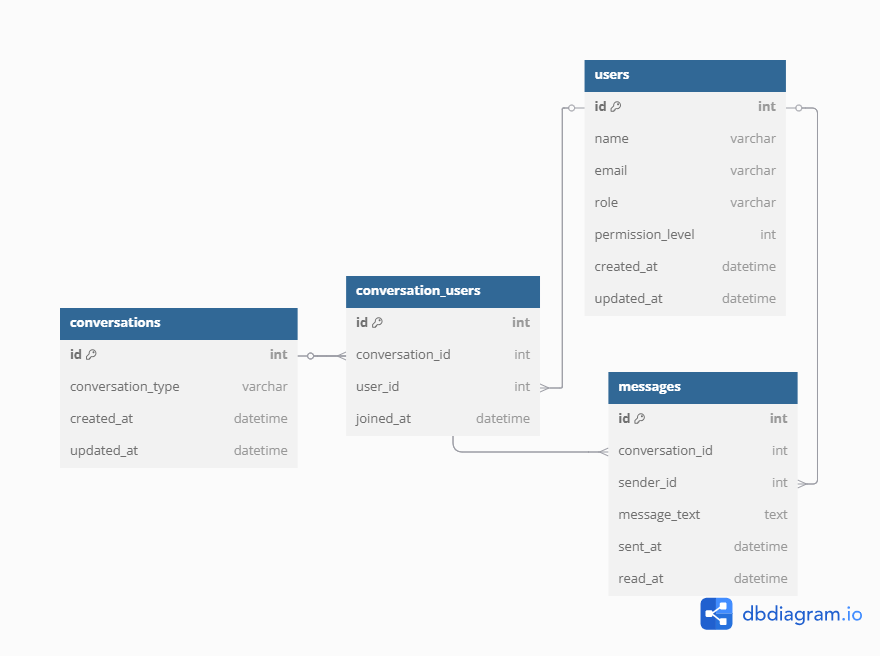 users
id int
name varchar
email varchar
role varchar
permission_level int
created_at datetime
updated_at datetime
conversation_users
id int
conversation_id int
user_id int
joined_at datetime
conversations
id int
conversation_type varchar
created_at datetime
updated_at datetime
messages
id int
conversation_id int
sender_id int
message_text text
sent_at datetime
read_at datetime
dbdiagram.io